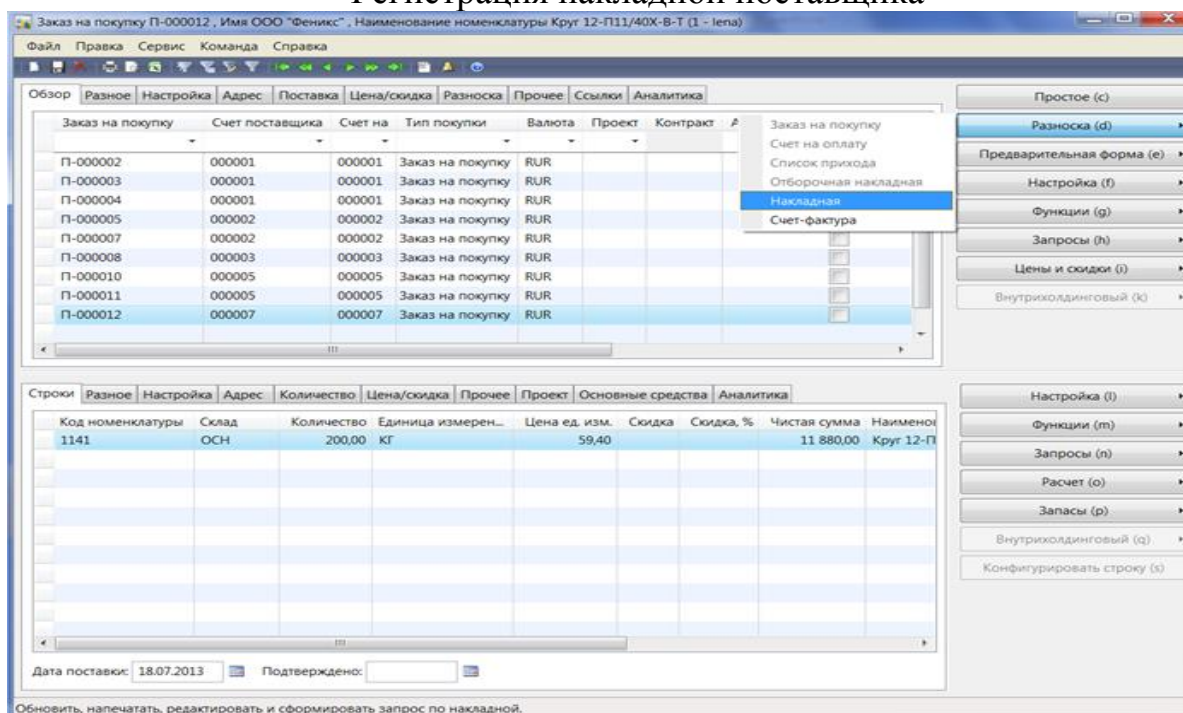 Регистрация накладной поставщика
Заказ на покупку П-000012 , Имя ООО "Феникс" , Наименование номенклатуры Круг 12-П11/40Х-В-Т (1 - lena)
Файл Правка Сервис Команда Справка
Обзор Разное Настройка Адрес Поставка Цена/скидка Разноска Прочее Ссылки Аналитика
Заказ на покупку Счет поставщика Счет на Тип покупки Валюта Проект Контракт
П-000002 000001 000001 Заказ на покупку RUR
П-000003 000001 000001 Заказ на покупку RUR
П-000004 000001 000001 Заказ на покупку RUR
П-000005 000002 000002 Заказ на покупку RUR
П-000007 000002 000002 Заказ на покупку RUR
П-000008 000003 000003 Заказ на покупку RUR
П-000010 000005 000005 Заказ на покупку RUR
П-000011 000005 000005 Заказ на покупку RUR
П-000012 000007 000007 Заказ на покупку RUR
Заказ на покупку
Счет на оплату
Список прихода
Отборочная накладная
Накладная
Счет-фактура
Простое (c)
Разноска (d)
Предварительная форма (e)
Настройка (f)
Функции (g)
Запросы (h)
Цены и скидки (i)
Внутрихолдинговый (k)
Строки Разное Настройка Адрес Количество Цена/скидка Прочее Проект Основные средства Аналитика
Код номенклатуры Склад Количество Единица измерен... Цена ед. изм. Скидка Скидка, % Чистая сумма Наименов
1141 ОСН 200,00 КГ 59,40 11 880,00 Круг 12-П
Настройка (l)
Функции (m)
Запросы (n)
Расчет (o)
Запасы (p)
Внутрихолдинговый (q)
Конфигурировать строку (s)
Дата поставки: 18.07.2013 Подтверждено:
Обновить, напечатать, редактировать и сформировать запрос по накладной.